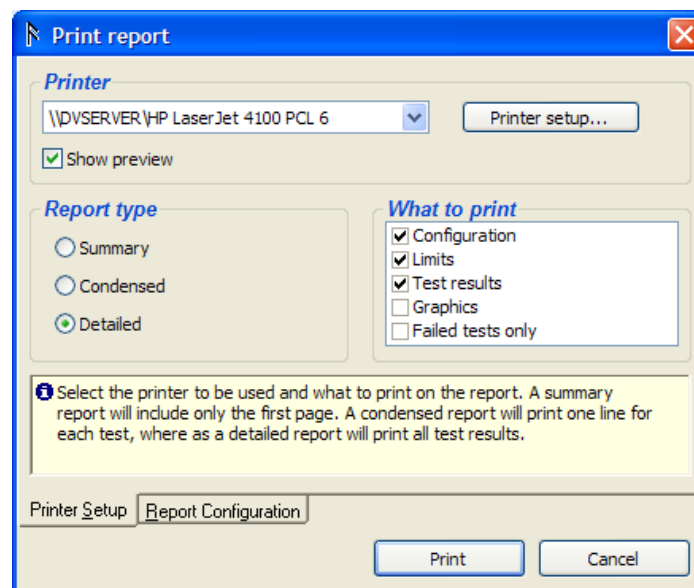 Print report
Printer
\\DVSERVER\HP LaserJet 4100 PCL 6
Printer setup...
Show preview
Report type
Summary
Condensed
Detailed
What to print
Configuration
Limits
Test results
Graphics
Failed tests only
Select the printer to be used and what to print on the report. A summary
report will include only the first page. A condensed report will print one line for
each test, where as a detailed report will print all test results.
Printer Setup
Report Configuration
Print
Cancel